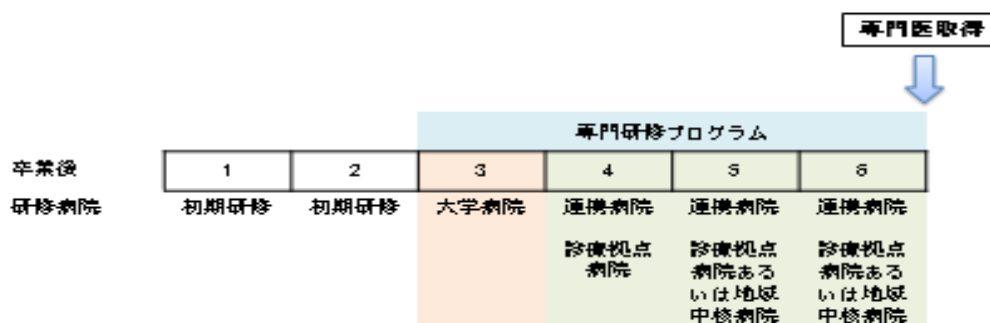 専門医取得
専門研修プログラム
卒業後 1 2 3 4 5 6
研修病院 初期研修 初期研修 大学病院 連携病院 連携病院 連携病院
診療拠点 診療拠点 診療拠点
病院 病院ある 病院ある
いは地域 いは地域
中核病院 中核病院